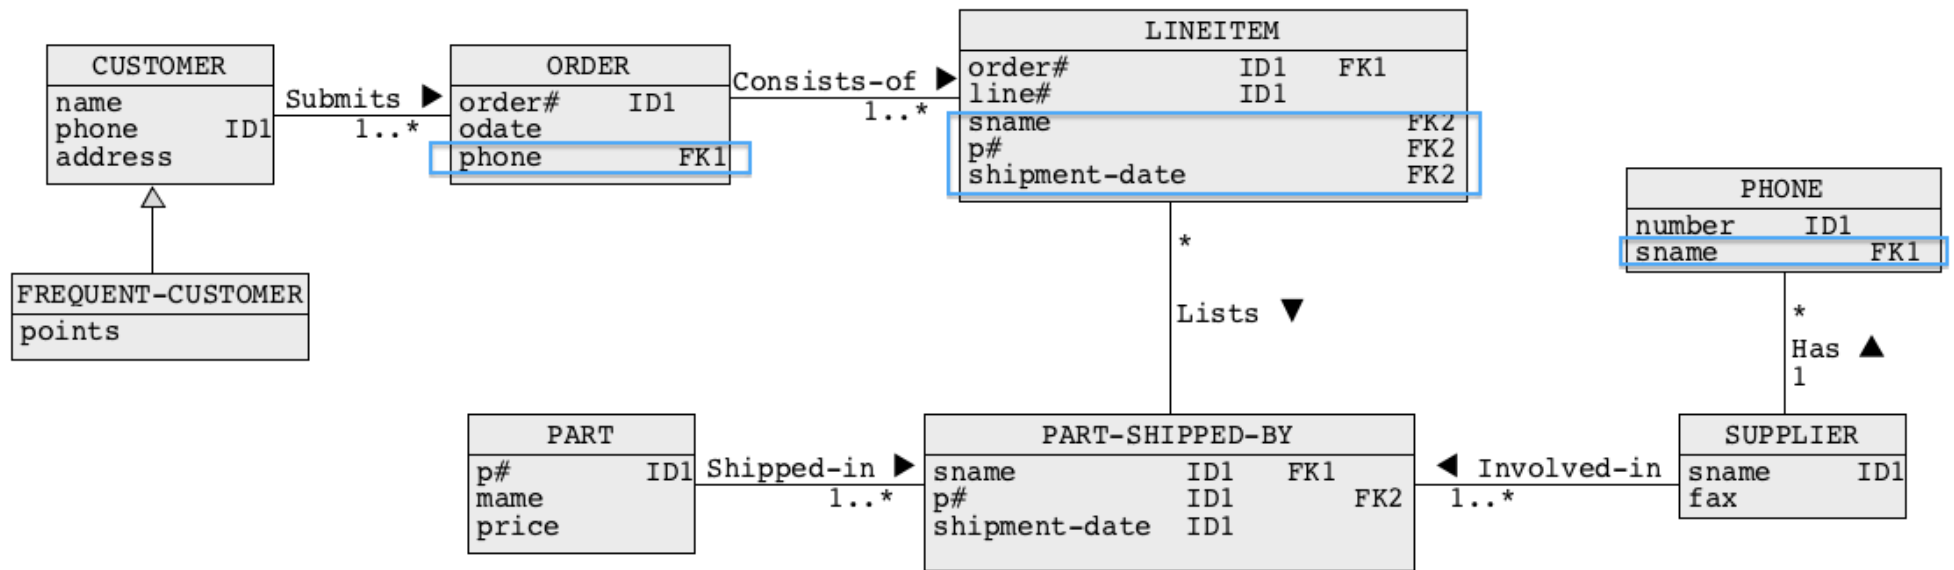 CUSTOMER
name
phone ID1
address
Submits ▶
1..*
ORDER
order# ID1
odate
phone FK1
Consists-of ▶
1..*
LINEITEM
order# ID1 FK1
line# ID1
sname FK2
p# FK2
shipment-date FK2
FREQUENT-CUSTOMER
points
*
Lists ▼
PHONE
number ID1
sname FK1
*
Has ▲
1
PART
p# ID1
mame
price
Shipped-in ▶
1..*
PART-SHIPPED-BY
sname ID1 FK1
p# ID1 FK2
shipment-date ID1
◀ Involved-in
1..*
SUPPLIER
sname ID1
fax